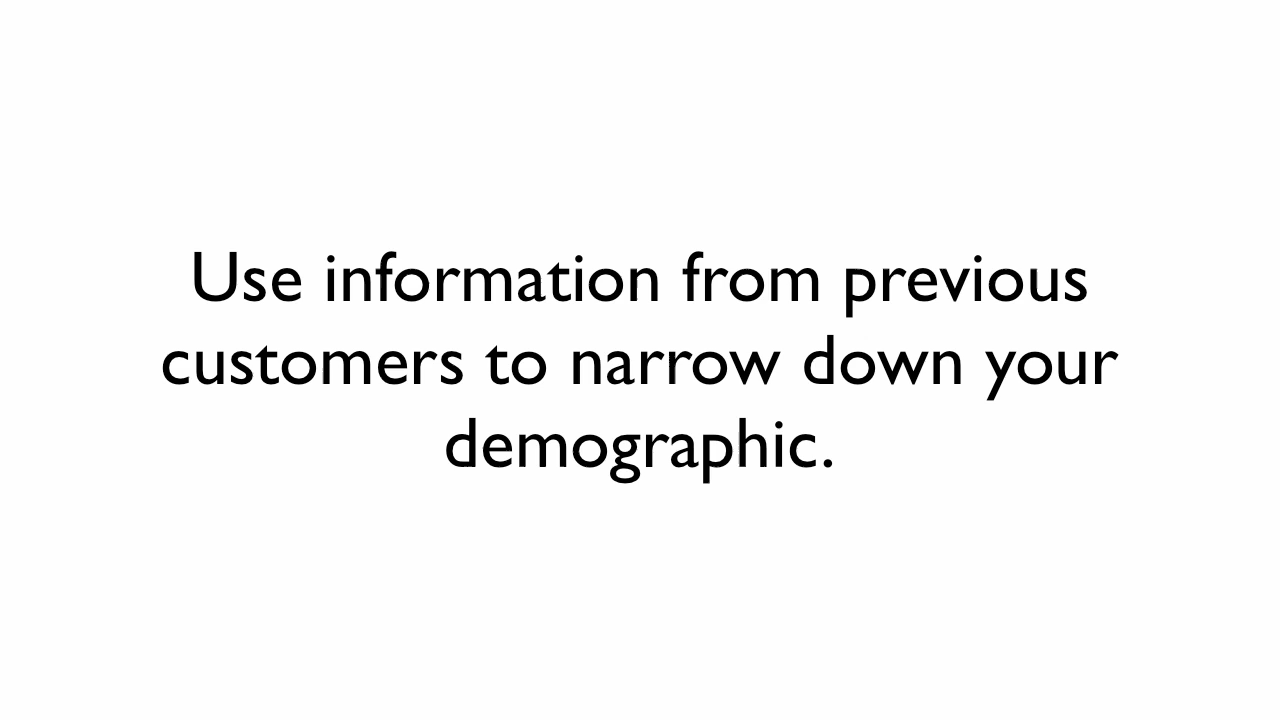 Use information from previous
customers to narrow down your
demographic.